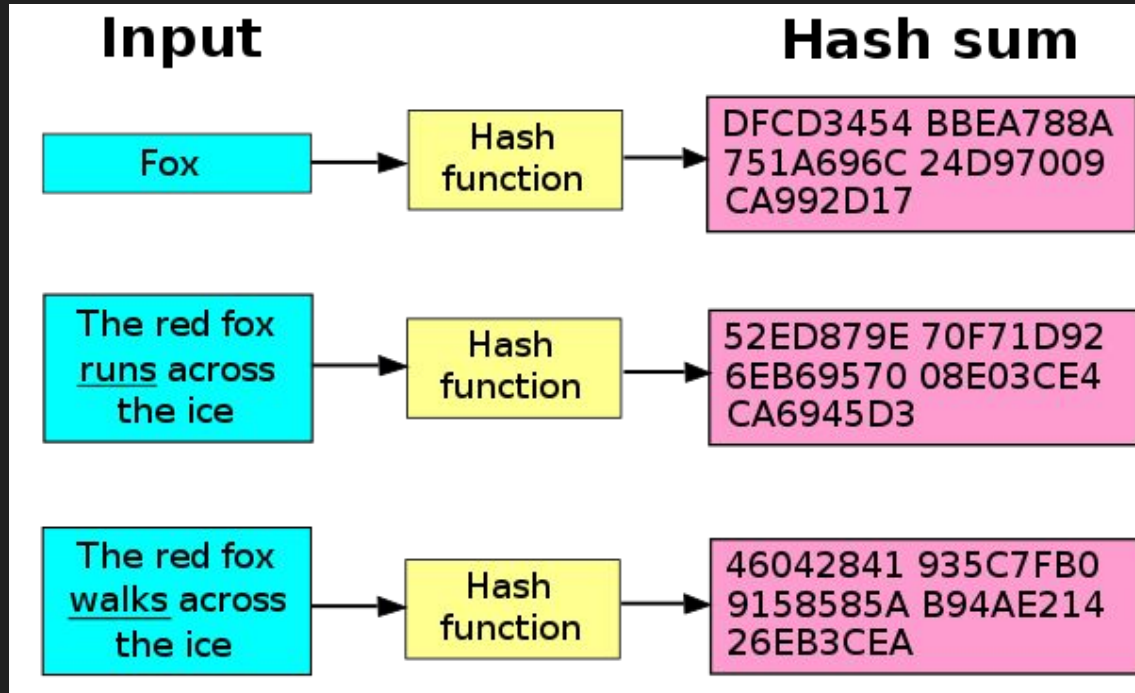 Input
Hash sum
Fox
Hash
function
DFCD3454 BBEA788A
751A696C 24D97009
CA992D17
The red fox
runs across
the ice
Hash
function
52ED879E 70F71D92
6EB69570 08E03CE4
CA6945D3
The red fox
walks across
the ice
Hash
function
46042841 935C7FB0
9158585A B94AE214
26EB3CEA